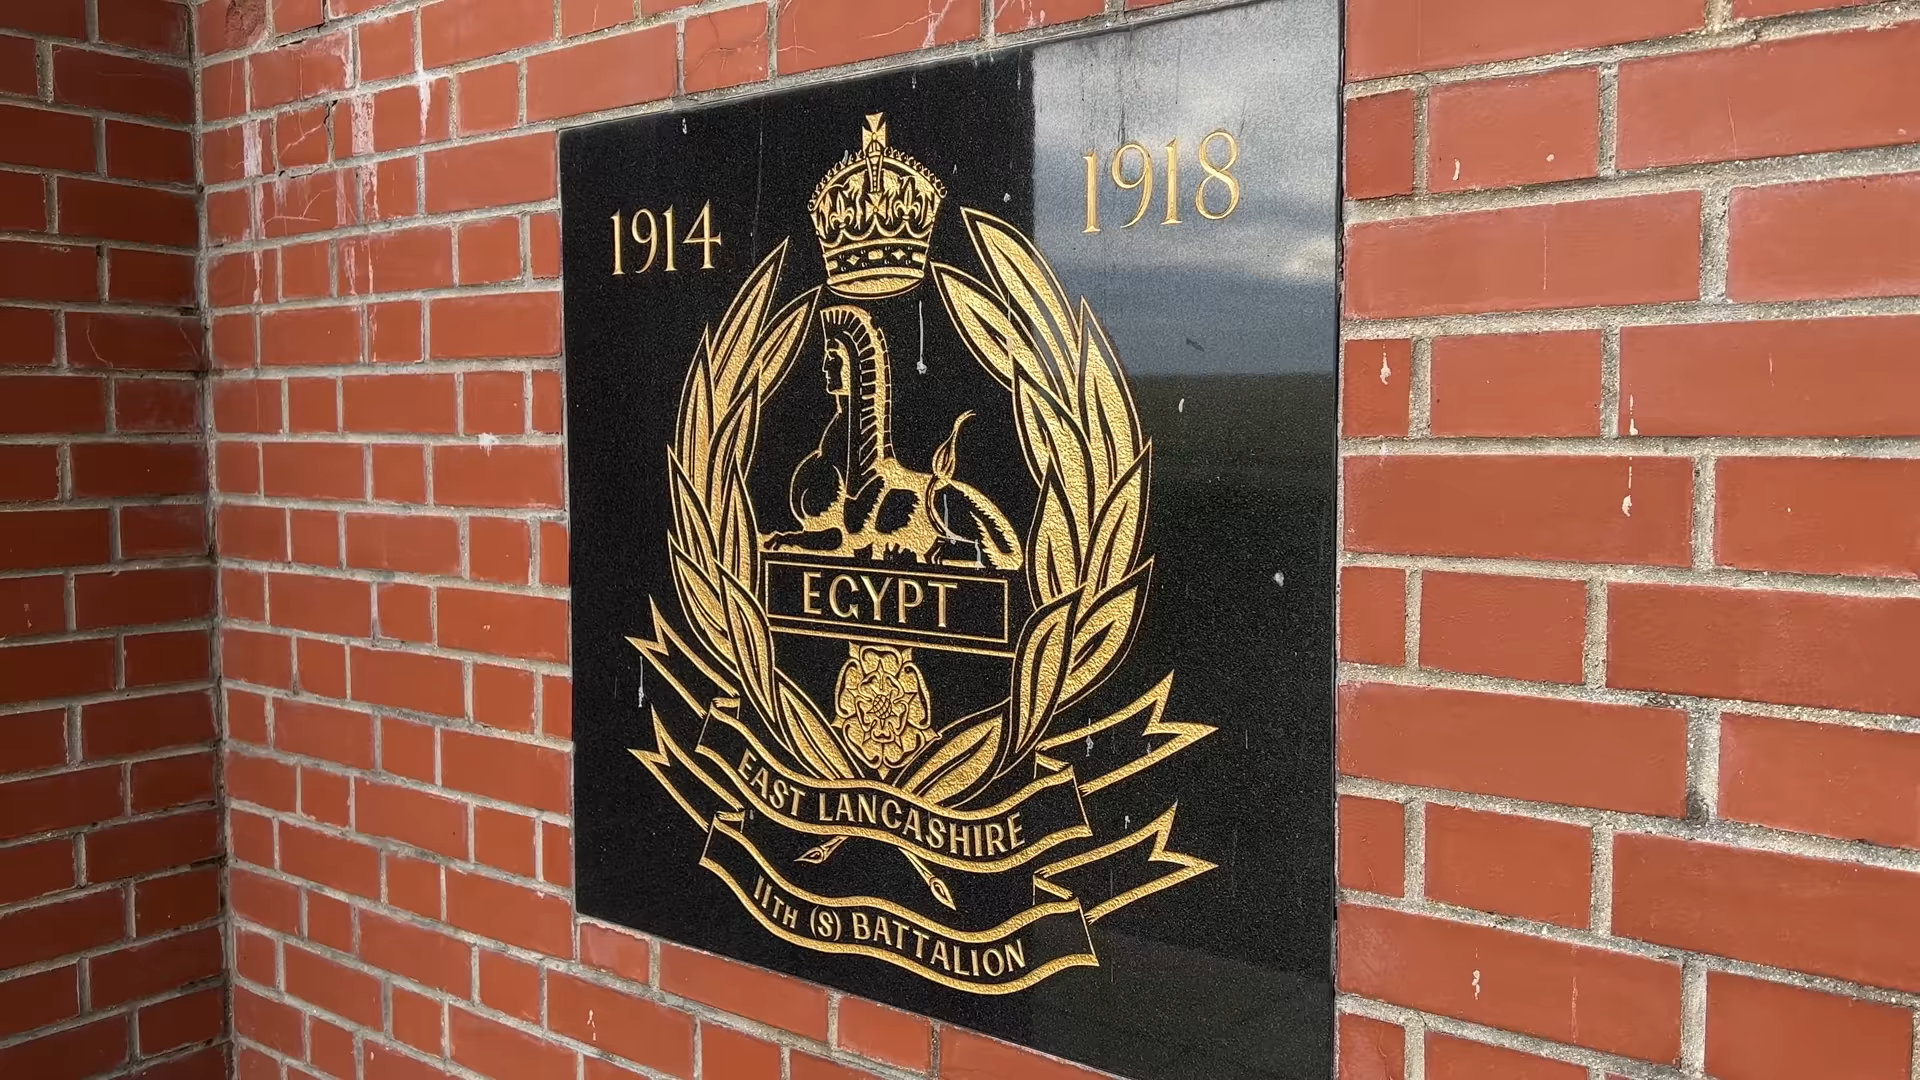 1914
1918
EGYPT
EAST LANCASHIRE
11TH (S) BATTALION